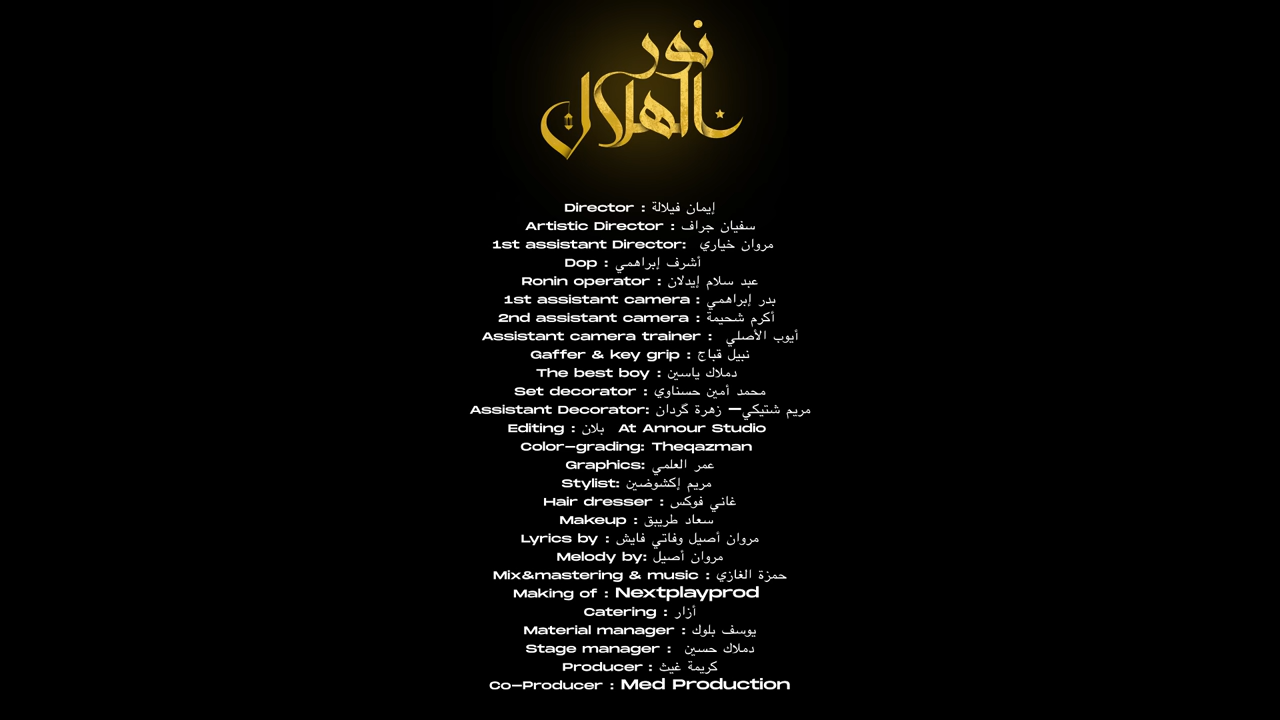 نور
الهلال
Director : إيمان فيلالة
Artistic Director : سفيان جراف
1st assistant Director: مروان خياري
Dop : أشرف إبراهمي
Ronin operator : عبد سلام إيدلان
1st assistant camera : بدر إبراهمي
2nd assistant camera : أكرم شحيمة
Assistant camera trainer : أيوب الأصلي
Gaffer & key grip : نبيل قباج
The best boy : دملاك ياسين
Set decorator : محمد أمين حسناوي
Assistant Decorator: مريم شتيكي— زهرة گردان
Editing : بلان At Annour Studio
Color-grading: Theqazman
Graphics: عمر العلمي
Stylist: مريم إكشوضين
Hair dresser : غاني فوكس
Makeup : سعاد طريبق
Lyrics by : مروان أصيل وفاتي فايش
Melody by: مروان أصيل
Mix&mastering & music : حمزة الغازي
Making of : Nextplayprod
Catering : أزار
Material manager : يوسف بلوك
Stage manager : دملاك حسين
Producer : كريمة غيث
Co-Producer : Med Production